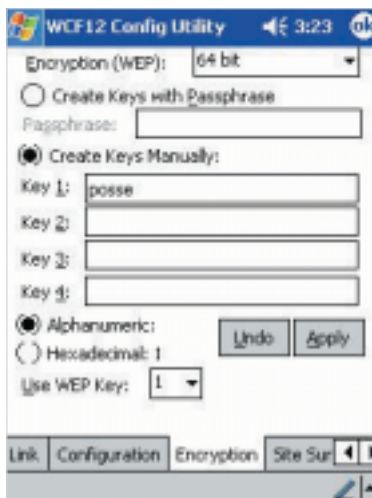 WCF12 Config Utility 3:23 ok
Encryption (WEP): 64 bit
Create Keys with Passphrase
Passphrase:
Create Keys Manually:
Key 1: posse
Key 2:
Key 3:
Key 4:
Alphanumeric:
Undo Apply
Hexadecimal: 1
Use WEP Key: 1
Link Configuration Encryption Site Sur